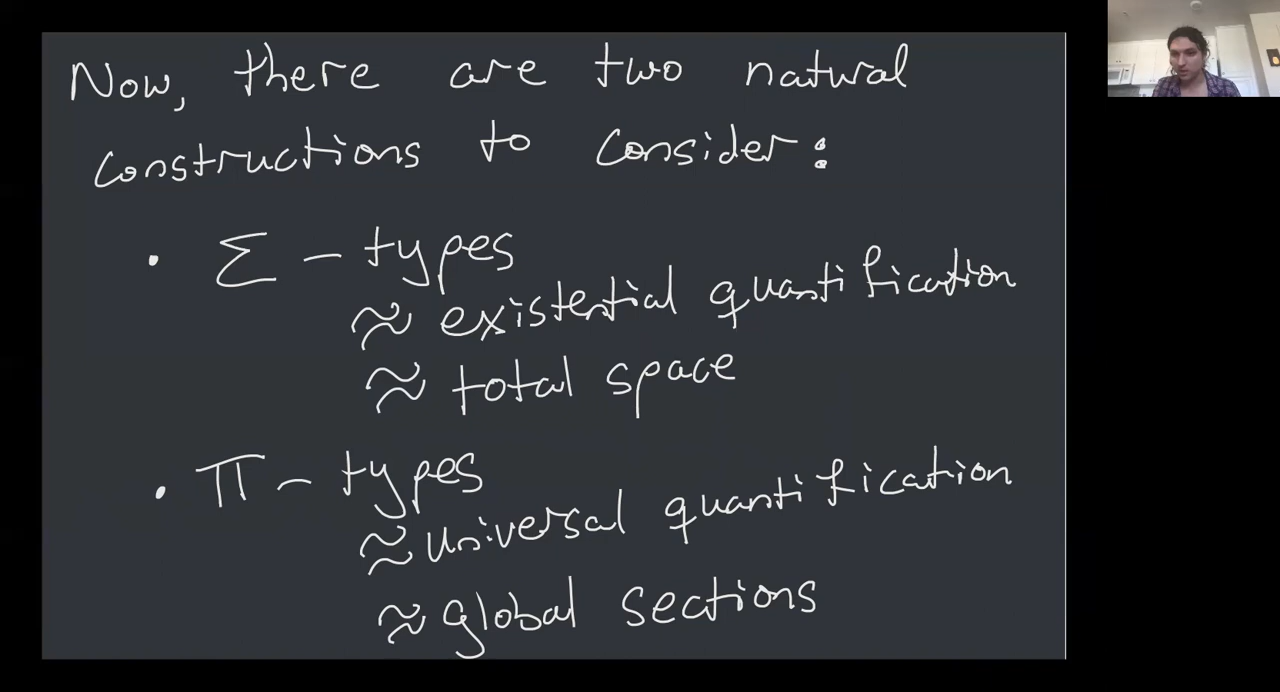 Now, there are two natural
constructions to consider:
• Σ - types
≈ existential quantification
≈ total space
• Π - types
≈ universal quantification
≈ global sections